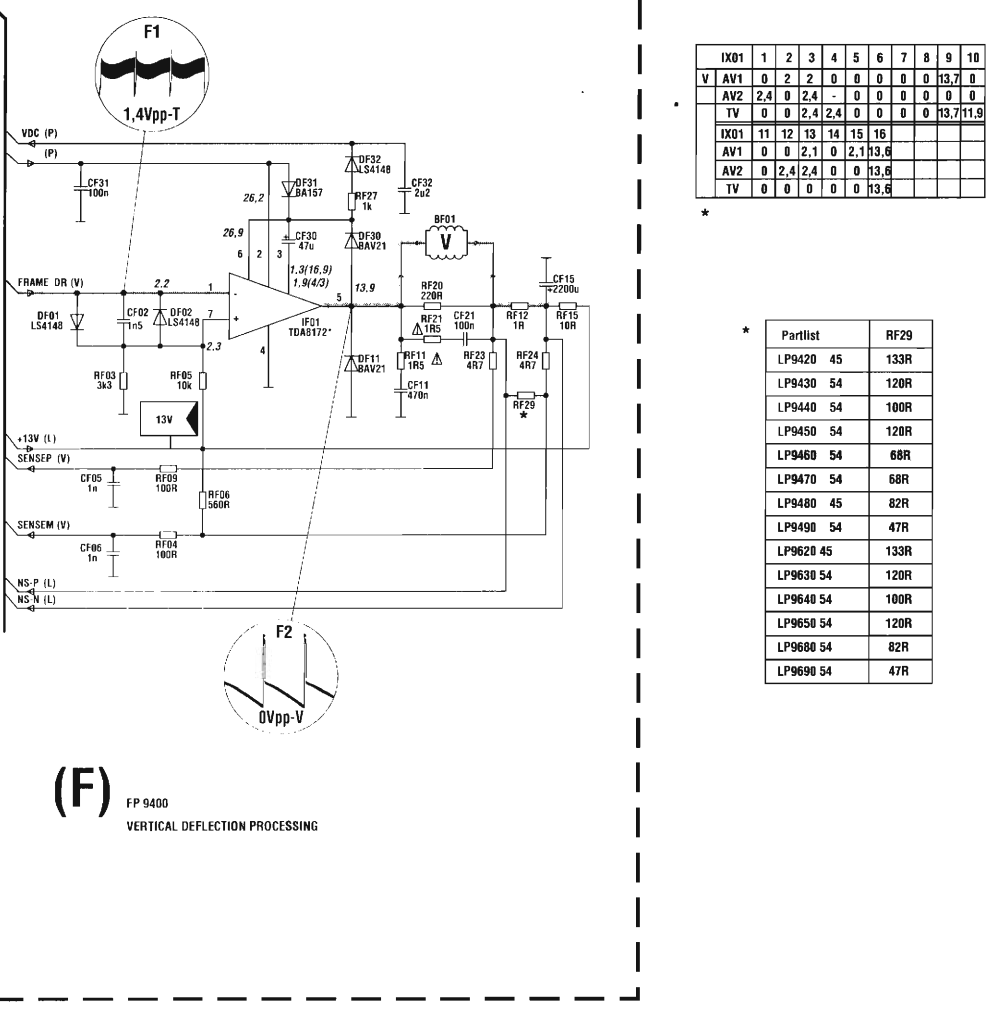 F1
1,4Vpp-T
VDC (P)
(P)
CF31
100n
26,2
DF31
BA157
DF32
LS4148
RF27
1k
CF32
2u2
26,9
6
2
3
CF30
47u
DF30
BAV21
BF01
V
1,3(16,9)
1,9(4/3)
13,9
FRAME DR (V)
2.2
1
-
7
+
5
DF01
LS4148
CF02
1n5
DF02
LS4148
IF01
TDA8172*
2.3
4
RF20
220R
RF21
1R5
CF21
100n
RF12
1R
CF15
+2200u
RF15
10R
RF11
1R5
CF11
470n
RF23
4R7
RF24
4R7
RF29
*
DF11
BAV21
RF03
3k3
RF05
10k
13V
+13V (L)
SENSEP (V)
CF05
1n
RF09
100R
RF06
560R
SENSEM (V)
CF06
1n
RF04
100R
NS-P (L)
NS-N (L)
F2
0Vpp-V
(F)
FP 9400
VERTICAL DEFLECTION PROCESSING
IX01 1 2 3 4 5 6 7 8 9 10
V AV1 0 2 2 0 0 0 0 0 13,7 0
AV2 2,4 0 2,4 - 0 0 0 0 0 0
TV 0 0 2,4 2,4 0 0 0 0 13,7 11,9
IX01 11 12 13 14 15 16
AV1 0 0 2,1 0 2,1 13,6
AV2 0 2,4 2,4 0 0 13,6
TV 0 0 0 0 0 13,6
*
*
Partlist RF29
LP9420 45 133R
LP9430 54 120R
LP9440 54 100R
LP9450 54 120R
LP9460 54 68R
LP9470 54 68R
LP9480 45 82R
LP9490 54 47R
LP9620 45 133R
LP9630 54 120R
LP9640 54 100R
LP9650 54 120R
LP9680 54 82R
LP9690 54 47R